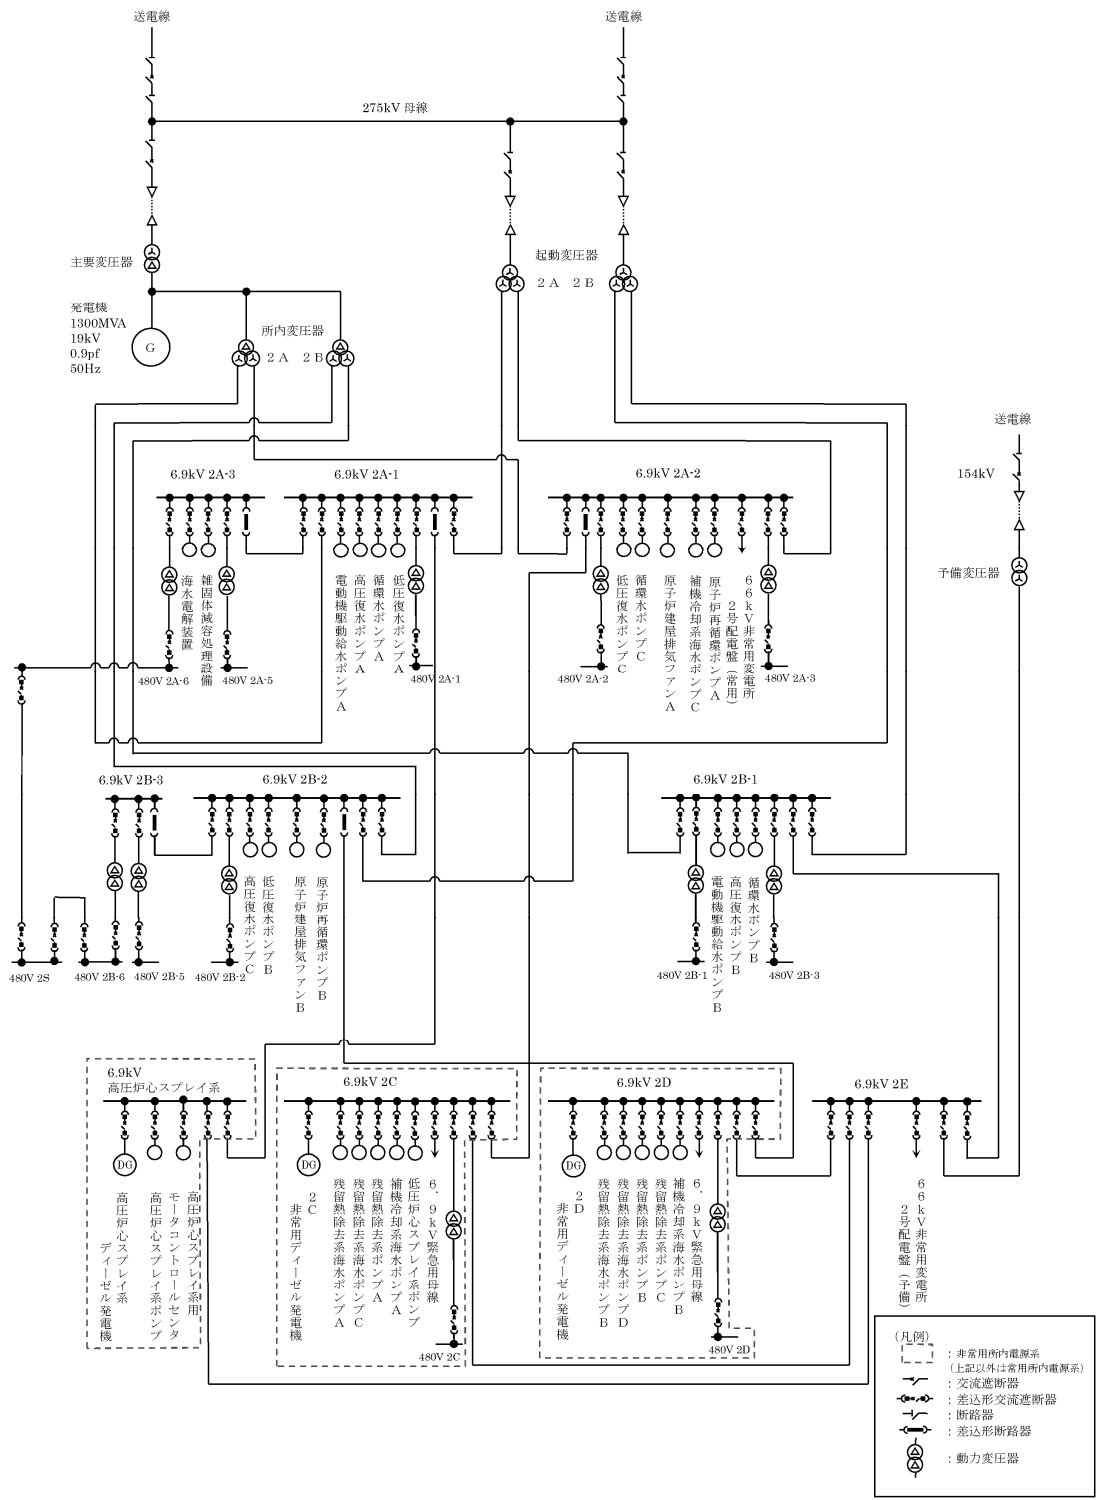 送電線
送電線
275kV 母線
主要変圧器
起動変圧器
2A 2B
発電機
1300MVA
19kV
0.9pf
50Hz
G
所内変圧器
2A 2B
送電線
154kV
予備変圧器
6.9kV 2A-3
6.9kV 2A-1
6.9kV 2A-2
海水電解装置
雑固体減容処理設備
電動機駆動給水ポンプA
高圧復水ポンプA
循環水ポンプA
低圧復水ポンプA
低圧復水ポンプC
循環水ポンプC
原子炉建屋排気ファンA
補機冷却系海水ポンプC
原子炉再循環ポンプA
66kV非常用変電所
2号配電盤(常用)
480V 2A-6
480V 2A-5
480V 2A-1
480V 2A-2
480V 2A-3
6.9kV 2B-3
6.9kV 2B-2
6.9kV 2B-1
高圧復水ポンプC
低圧復水ポンプB
原子炉建屋排気ファンB
原子炉再循環ポンプB
電動機駆動給水ポンプB
高圧復水ポンプB
循環水ポンプB
480V 2S
480V 2B-6
480V 2B-5
480V 2B-2
480V 2B-1
480V 2B-3
6.9kV
高圧炉心スプレイ系
6.9kV 2C
6.9kV 2D
6.9kV 2E
DG
DG
DG
高圧炉心スプレイ系
ディーゼル発電機
高圧炉心スプレイ系ポンプ
高圧炉心スプレイ系用
モータコントロールセンタ
2C
非常用ディーゼル発電機
残留熱除去系海水ポンプA
残留熱除去系海水ポンプC
残留熱除去系ポンプA
補機冷却系海水ポンプA
低圧炉心スプレイ系ポンプ
6.9kV緊急用母線
480V 2C
2D
非常用ディーゼル発電機
残留熱除去系海水ポンプB
残留熱除去系海水ポンプD
残留熱除去系ポンプB
残留熱除去系ポンプC
補機冷却系海水ポンプB
6.9kV緊急用母線
480V 2D
66kV非常用変電所
2号配電盤(予備)
(凡例)
:非常用所内電源系
(上記以外は常用所内電源系)
:交流遮断器
:差込形交流遮断器
:断路器
:差込形断路器
:動力変圧器